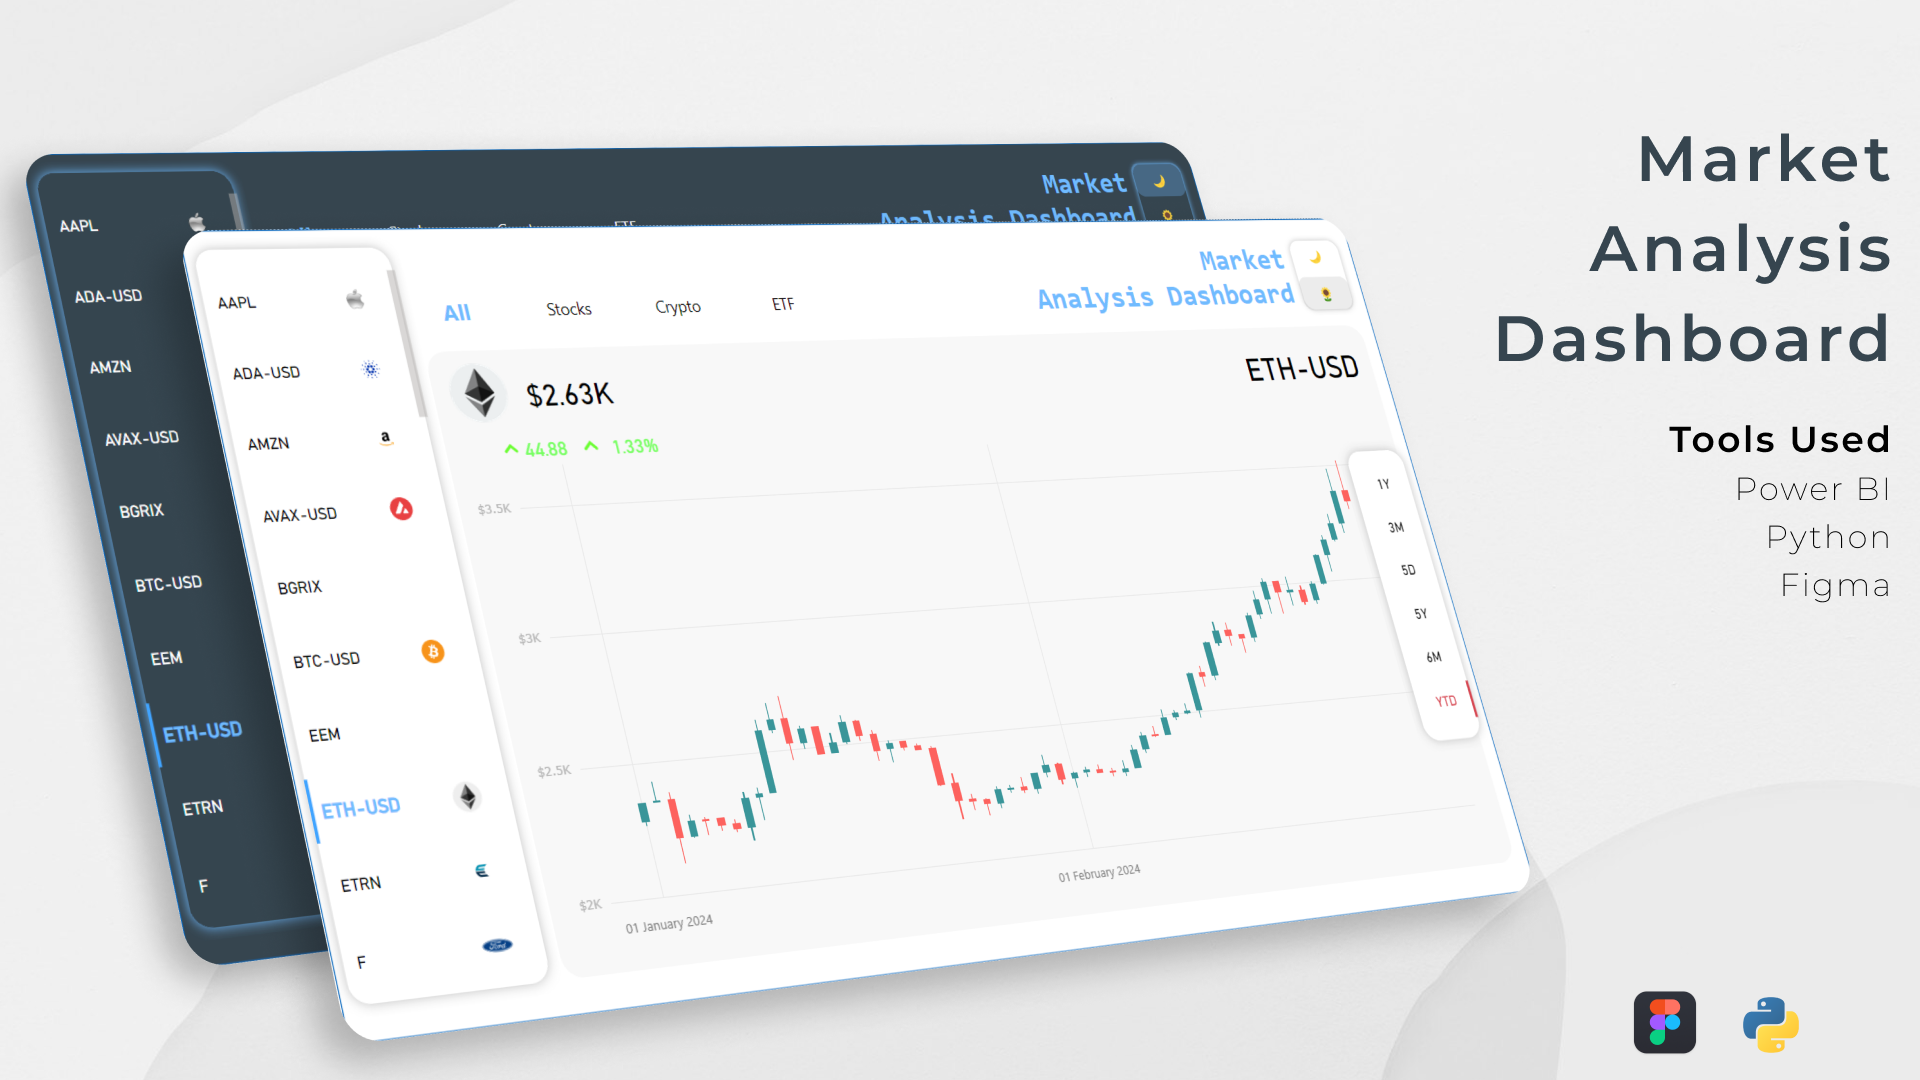 Market
Analysis
Dashboard
Tools Used
Power BI
Python
Figma
Market
Analysis Dashboard
ETF
AAPL
ADA-USD
AMZN
AVAX-USD
BGRIX
BTC-USD
EEM
ETH-USD
ETRN
F
Market
Analysis Dashboard
All Stocks Crypto ETF
AAPL
ADA-USD
AMZN
a
AVAX-USD
BGRIX
BTC-USD
EEM
ETH-USD
ETRN
F
Ford
$2.63K
ETH-USD
44.88 1.33%
$3.5K
$3K
$2.5K
$2K
01 January 2024
01 February 2024
1Y
3M
5D
5Y
6M
YTD